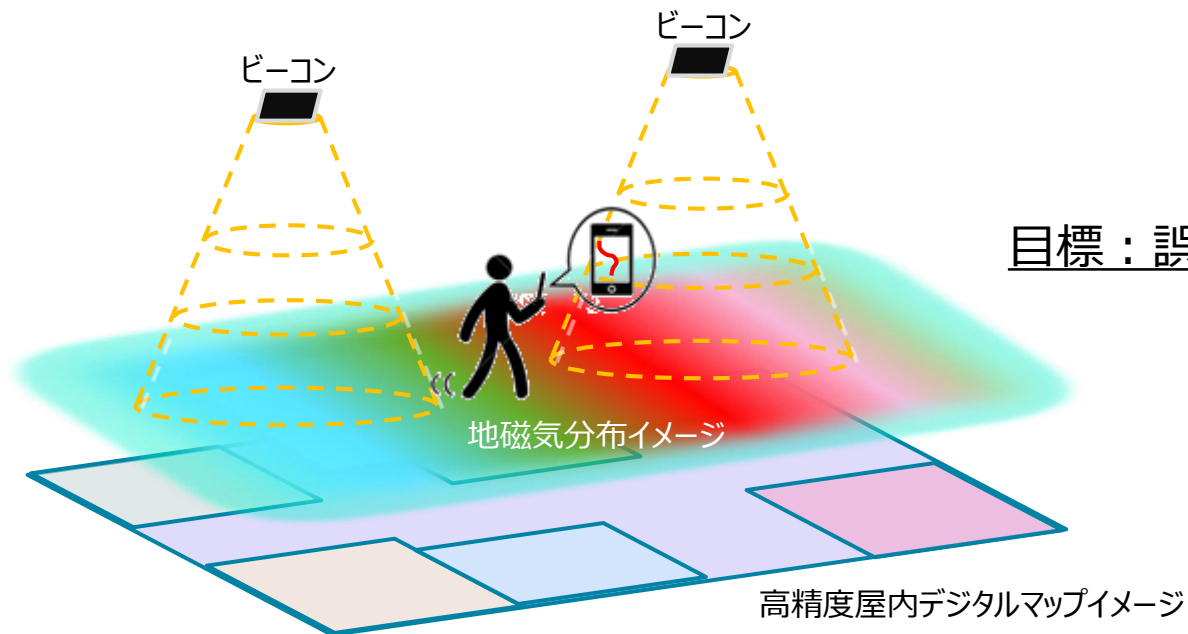 ビーコン
ビーコン
目標：誤
地磁気分布イメージ
高精度屋内デジタルマップイメージ